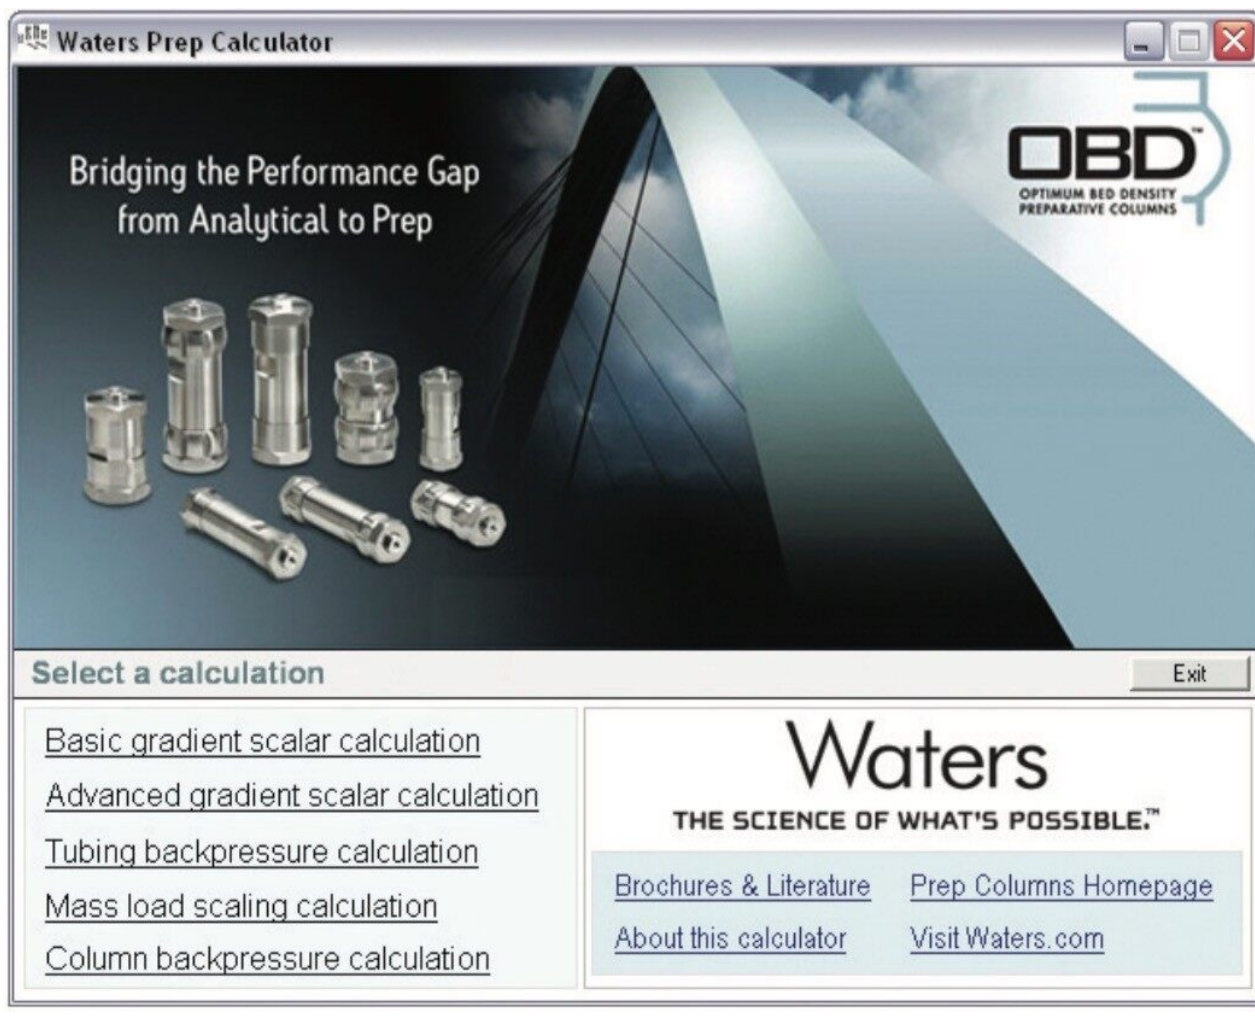 Waters Prep Calculator
Bridging the Performance Gap
from Analytical to Prep
OBD™
OPTIMUM BED DENSITY
PREPARATIVE COLUMNS
Select a calculation
Exit
Basic gradient scalar calculation
Advanced gradient scalar calculation
Tubing backpressure calculation
Mass load scaling calculation
Column backpressure calculation
Waters
THE SCIENCE OF WHAT'S POSSIBLE.™
Brochures & Literature
Prep Columns Homepage
About this calculator
Visit Waters.com